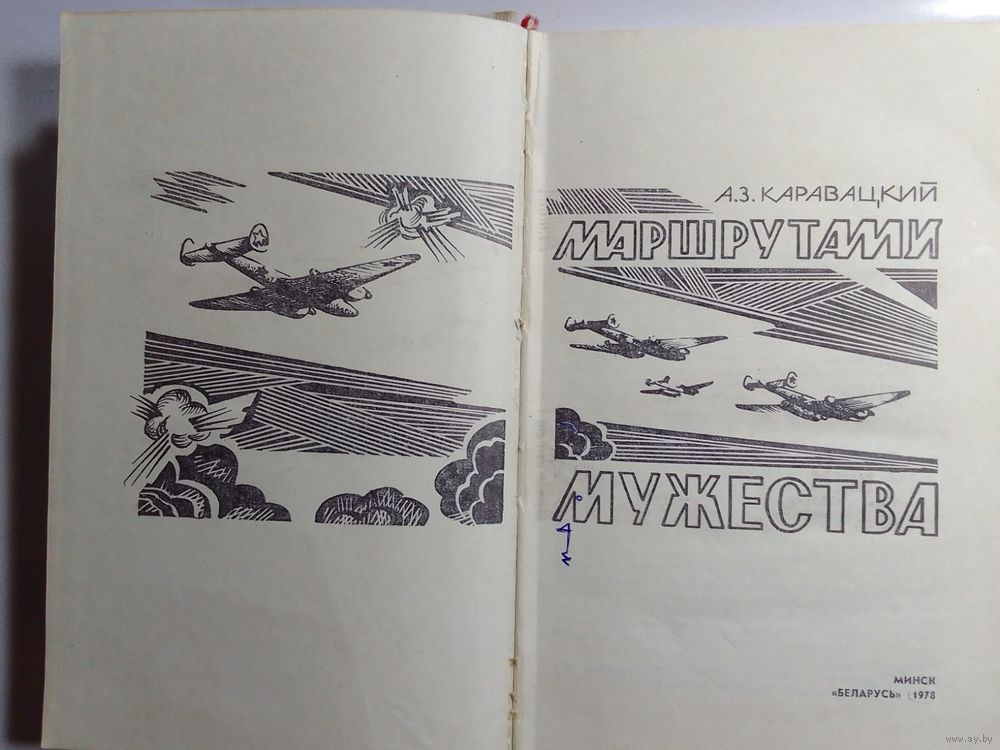 А.З. КАРАВАЦКИЙ
МАРШРУТАМИ
МУЖЕСТВА
МИНСК
«БЕЛАРУСЬ» 1978
www.ay.by